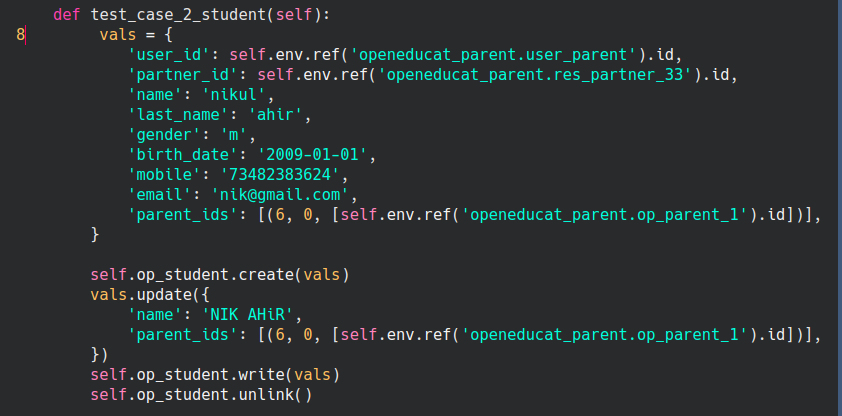 def test_case_2_student(self):
8 vals = {
'user_id': self.env.ref('openeducat_parent.user_parent').id,
'partner_id': self.env.ref('openeducat_parent.res_partner_33').id,
'name': 'nikul',
'last_name': 'ahir',
'gender': 'm',
'birth_date': '2009-01-01',
'mobile': '73482383624',
'email': 'nik@gmail.com',
'parent_ids': [(6, 0, [self.env.ref('openeducat_parent.op_parent_1').id])],
}
self.op_student.create(vals)
vals.update({
'name': 'NIK AHiR',
'parent_ids': [(6, 0, [self.env.ref('openeducat_parent.op_parent_1').id])],
})
self.op_student.write(vals)
self.op_student.unlink()